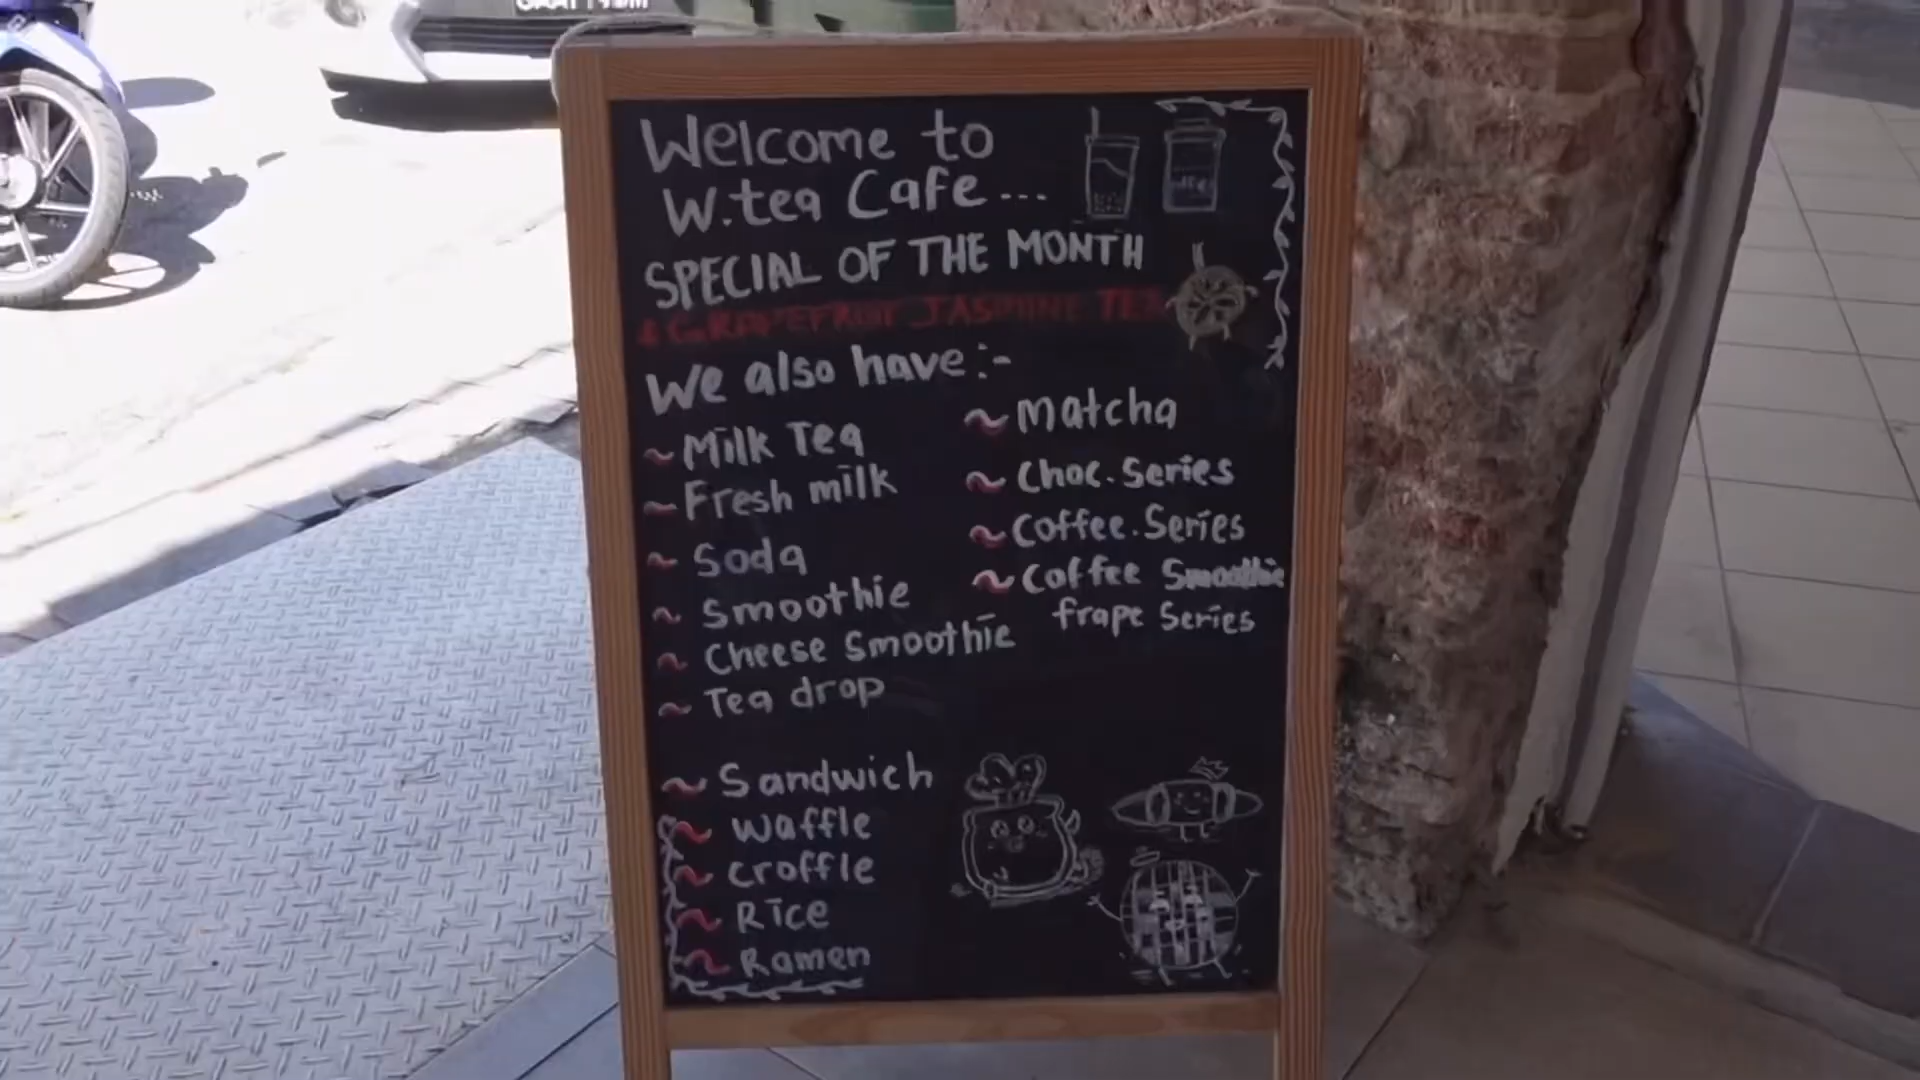 Welcome to
W.tea Cafe ...
SPECIAL OF THE MONTH
GRAPEFRUIT JASMINE TEA
We also have :-
~ Milk Tea
~ Fresh milk
~ Soda
~ Smoothie
~ Cheese Smoothie
~ Tea drop
~ Matcha
~ Choc. Series
~ Coffee. Series
~ Coffee Smoothie
frape Series
~ Sandwich
~ Waffle
~ Croffle
~ Rice
~ Ramen